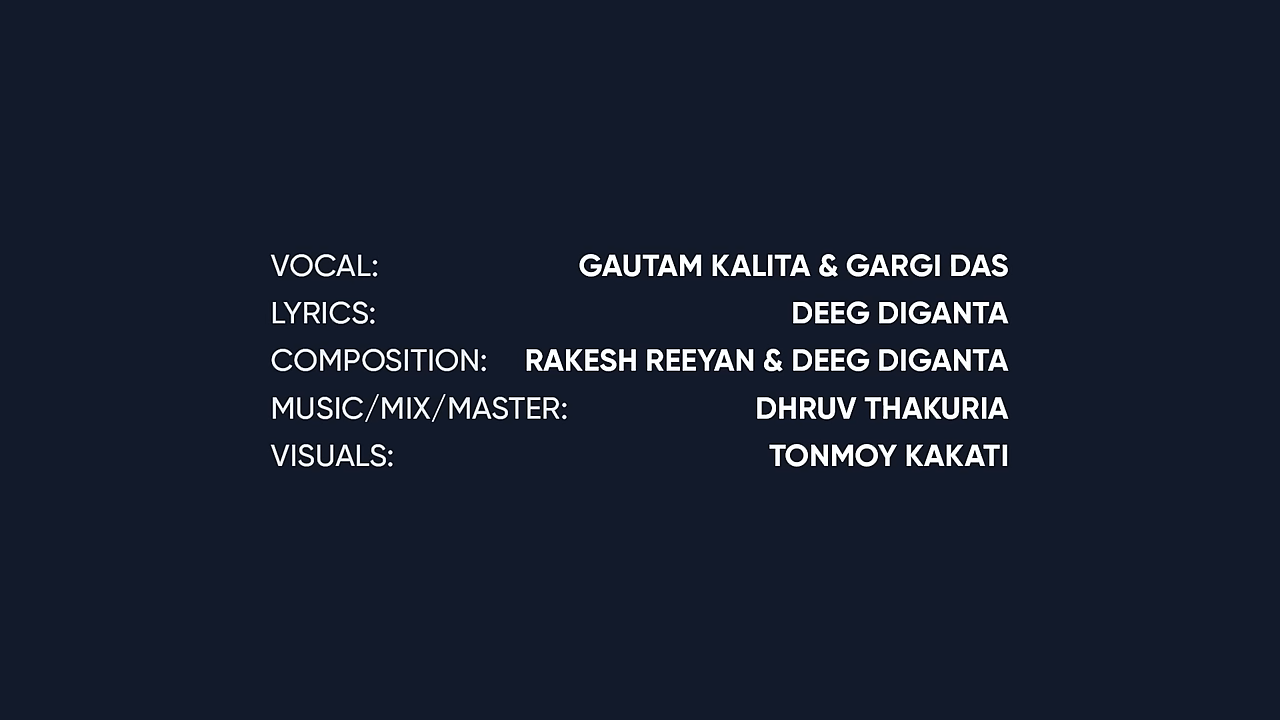 VOCAL: GAUTAM KALITA & GARGI DAS
LYRICS: DEEG DIGANTA
COMPOSITION: RAKESH REEYAN & DEEG DIGANTA
MUSIC/MIX/MASTER: DHRUV THAKURIA
VISUALS: TONMOY KAKATI